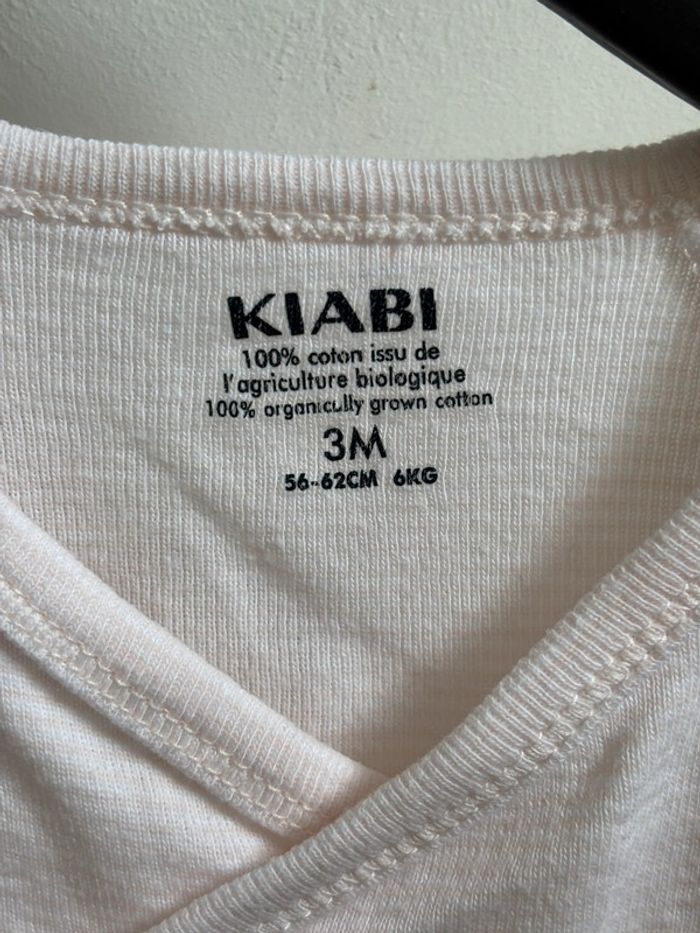 KIABI
100% coton issu de
l'agriculture biologique
100% organically grown cotton
3M
56-62CM 6KG